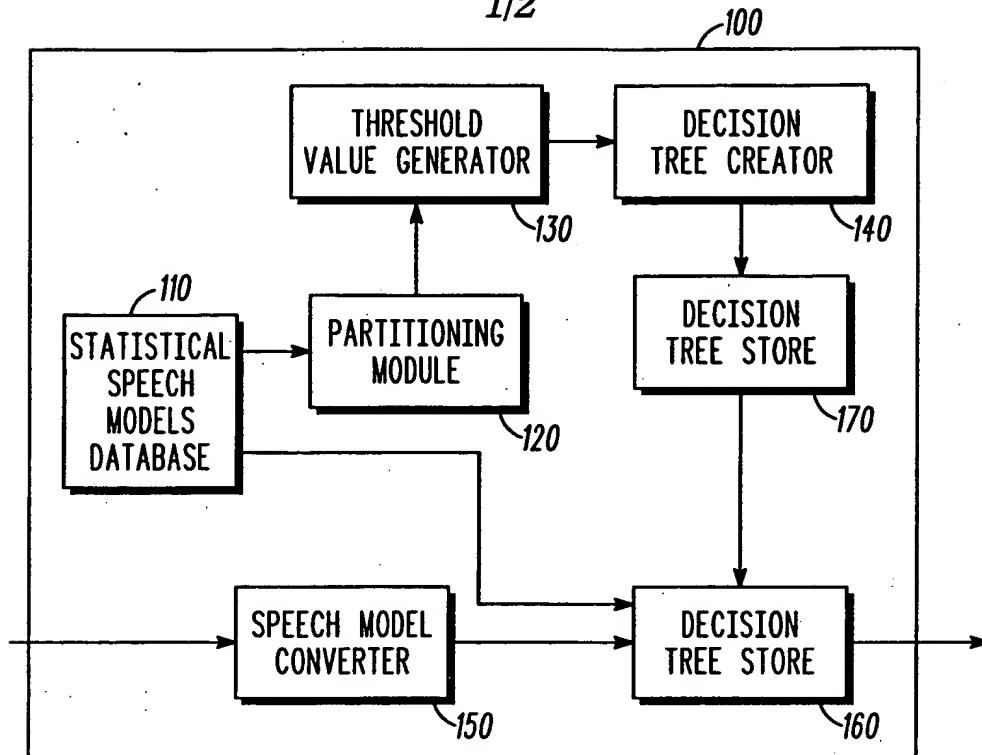 1/2
100
THRESHOLD
VALUE GENERATOR
130
DECISION
TREE CREATOR
140
110
STATISTICAL
SPEECH
MODELS
DATABASE
PARTITIONING
MODULE
120
DECISION
TREE STORE
170
SPEECH MODEL
CONVERTER
150
DECISION
TREE STORE
160